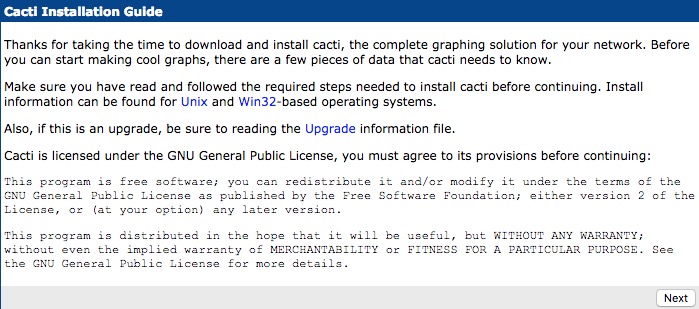 Cacti Installation Guide
Thanks for taking the time to download and install cacti, the complete graphing solution for your network. Before
you can start making cool graphs, there are a few pieces of data that cacti needs to know.
Make sure you have read and followed the required steps needed to install cacti before continuing. Install
information can be found for Unix and Win32-based operating systems.
Also, if this is an upgrade, be sure to reading the Upgrade information file.
Cacti is licensed under the GNU General Public License, you must agree to its provisions before continuing:
This program is free software; you can redistribute it and/or modify it under the terms of the
GNU General Public License as published by the Free Software Foundation; either version 2 of the
License, or (at your option) any later version.
This program is distributed in the hope that it will be useful, but WITHOUT ANY WARRANTY;
without even the implied warranty of MERCHANTABILITY or FITNESS FOR A PARTICULAR PURPOSE. See
the GNU General Public License for more details.
Next